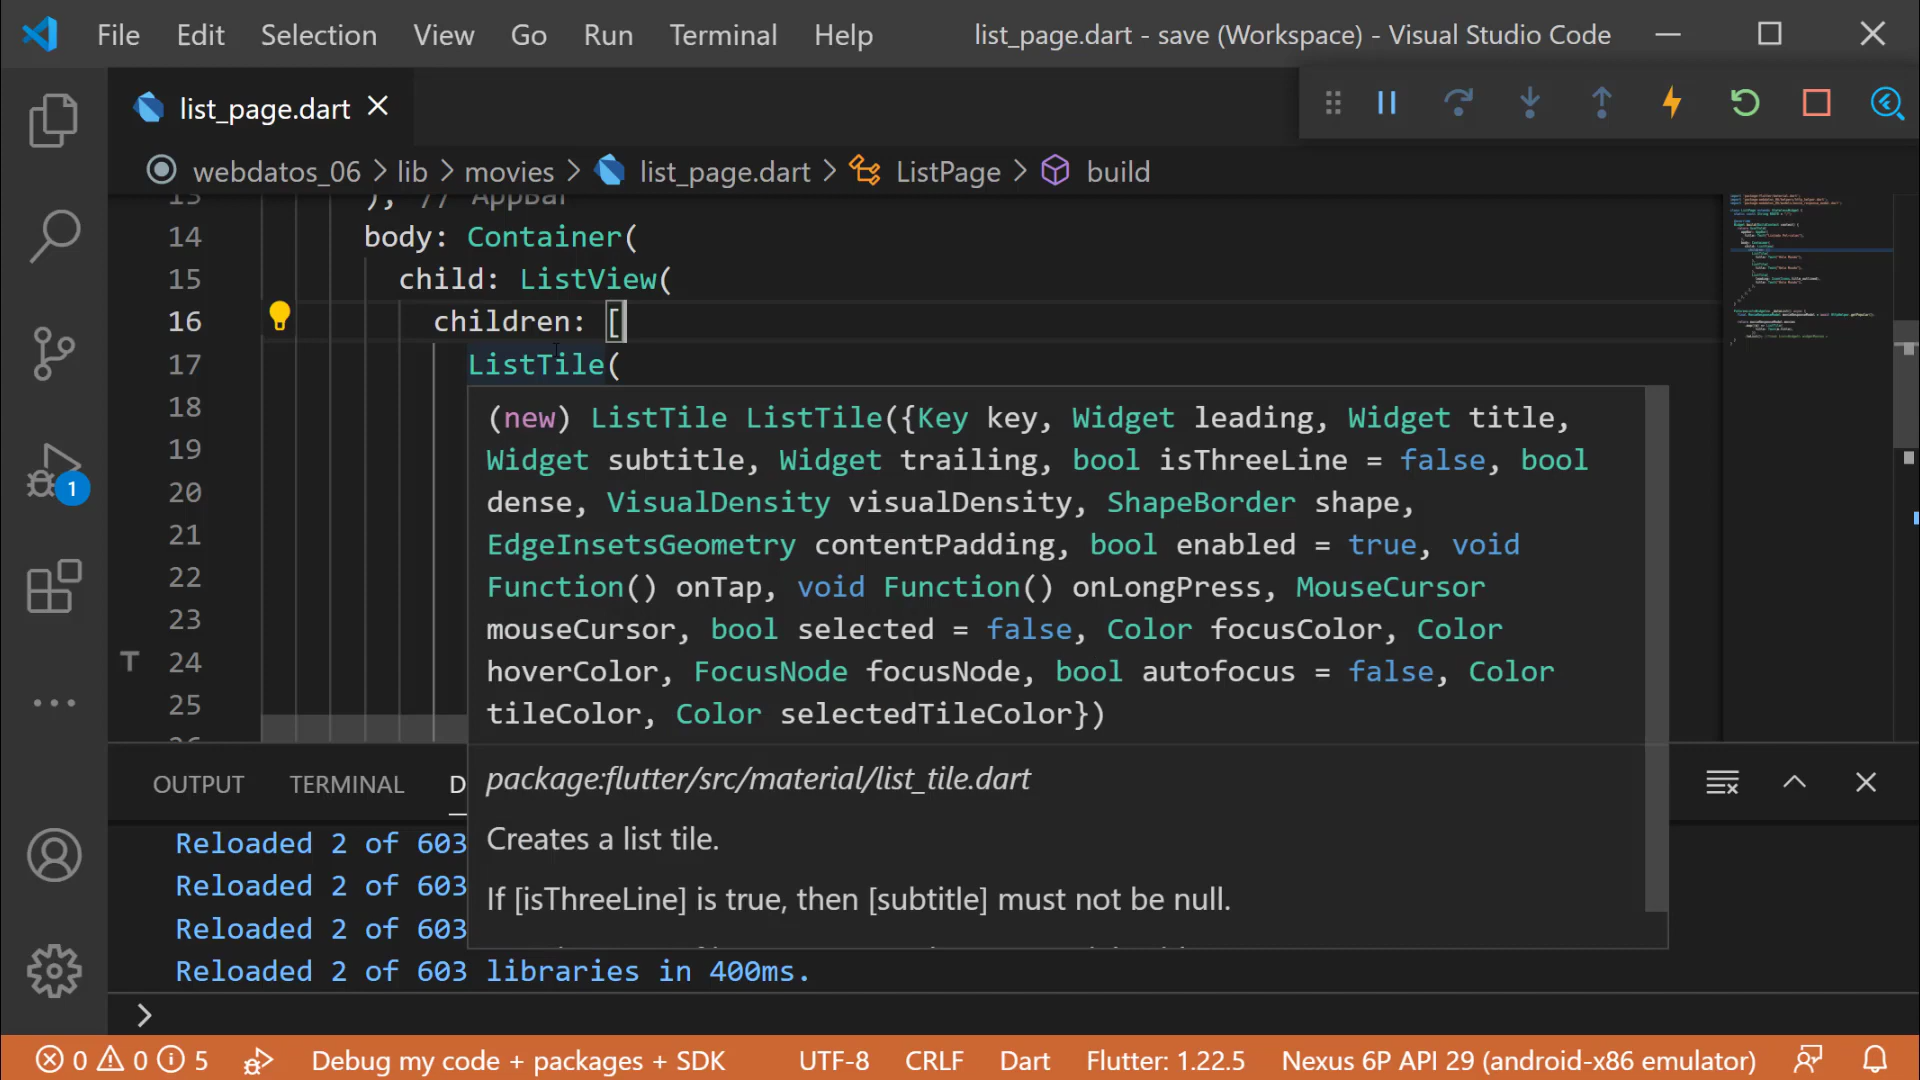 File Edit Selection View Go Run Terminal Help list_page.dart - save (Workspace) - Visual Studio Code
list_page.dart
webdatos_06 > lib > movies > list_page.dart > ListPage > build
13 ), // AppBar
14 body: Container(
15 child: ListView(
16 children: [
17 ListTile(
18 (new) ListTile ListTile({Key key, Widget leading, Widget title,
19 Widget subtitle, Widget trailing, bool isThreeLine = false, bool
20 dense, VisualDensity visualDensity, ShapeBorder shape,
21 EdgeInsetsGeometry contentPadding, bool enabled = true, void
22 Function() onTap, void Function() onLongPress, MouseCursor
23 mouseCursor, bool selected = false, Color focusColor, Color
T 24 hoverColor, FocusNode focusNode, bool autofocus = false, Color
25 tileColor, Color selectedTileColor})
1
OUTPUT TERMINAL D
package:flutter/src/material/list_tile.dart
Reloaded 2 of 603 Creates a list tile.
Reloaded 2 of 603 If [isThreeLine] is true, then [subtitle] must not be null.
Reloaded 2 of 603
Reloaded 2 of 603 libraries in 400ms.
>
0 0 5 Debug my code + packages + SDK UTF-8 CRLF Dart Flutter: 1.22.5 Nexus 6P API 29 (android-x86 emulator)